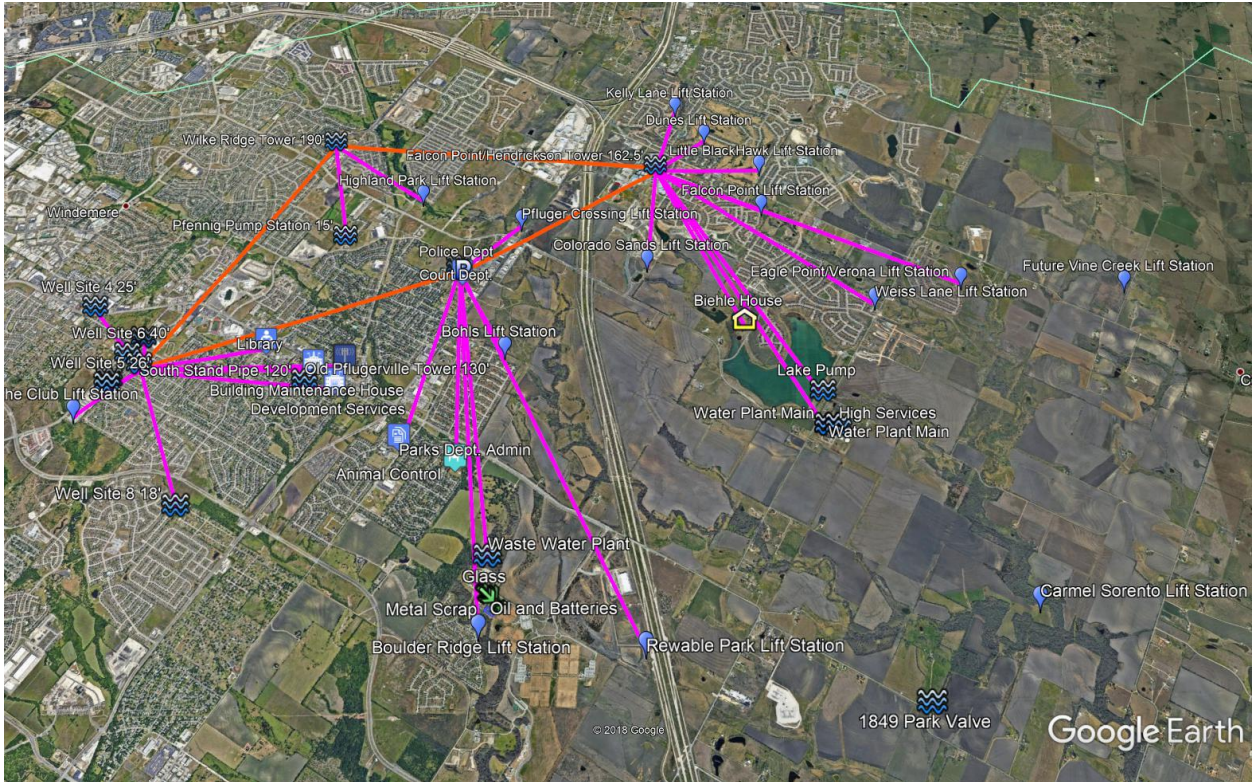 Kelly Lane Lift Station
Dunes Lift Station
Wilke Ridge Tower 190'
Falcon Point/Hendrickson Tower 162.5'
Little BlackHawk Lift Station
Highland Park Lift Station
Falcon Point Lift Station
Windemere
Pfluger Crossing Lift Station
Pfennig Pump Station 15'
Colorado Sands Lift Station
Police Dept
Court Dept.
Eagle Point/Verona Lift Station
Future Vine Creek Lift Station
Well Site 4 25'
Weiss Lane Lift Station
Biehle House
Well Site 6 40'
Bohls Lift Station
Library
Well Site 5 26'
South Stand Pipe 120'
Old Pflugerville Tower 130'
Lake Pump
Building Maintenance House
he Club Lift Station
Development Services
Water Plant Main
High Services
Water Plant Main
Parks Dept. Admin
Animal Control
Well Site 8 18'
Waste Water Plant
Glass
Metal Scrap
Oil and Batteries
Carmel Sorento Lift Station
Boulder Ridge Lift Station
Rewable Park Lift Station
1849 Park Valve
© 2018 Google
Google Earth